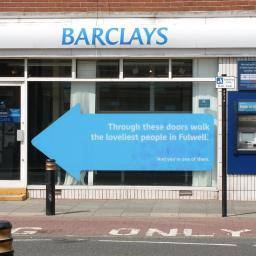 BARCLAYS
Through these doors walk
the loveliest people in Fulwell.
And you're one of them.
ONLY